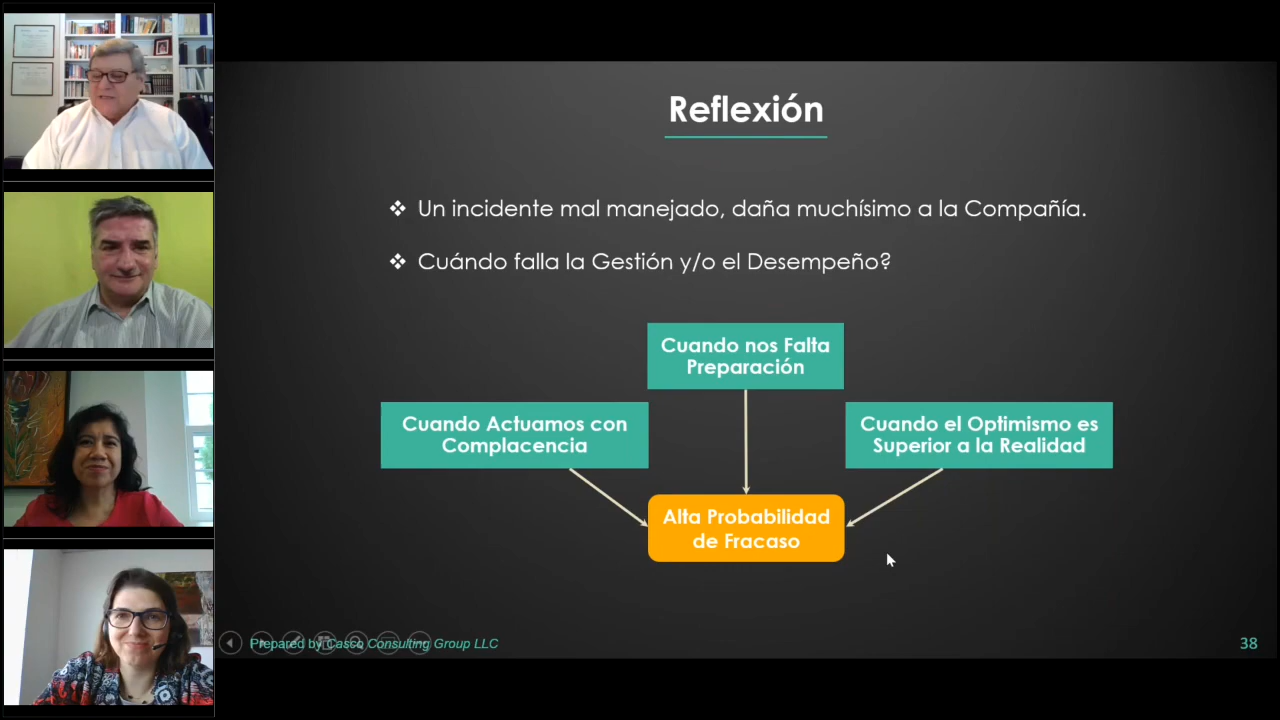 Reflexión
❖ Un incidente mal manejado, daña muchísimo a la Compañía.
❖ Cuándo falla la Gestión y/o el Desempeño?
Cuando nos Falta
Preparación
Cuando Actuamos con
Complacencia
Cuando el Optimismo es
Superior a la Realidad
Alta Probabilidad
de Fracaso
Prepared by Casco Consulting Group LLC
38